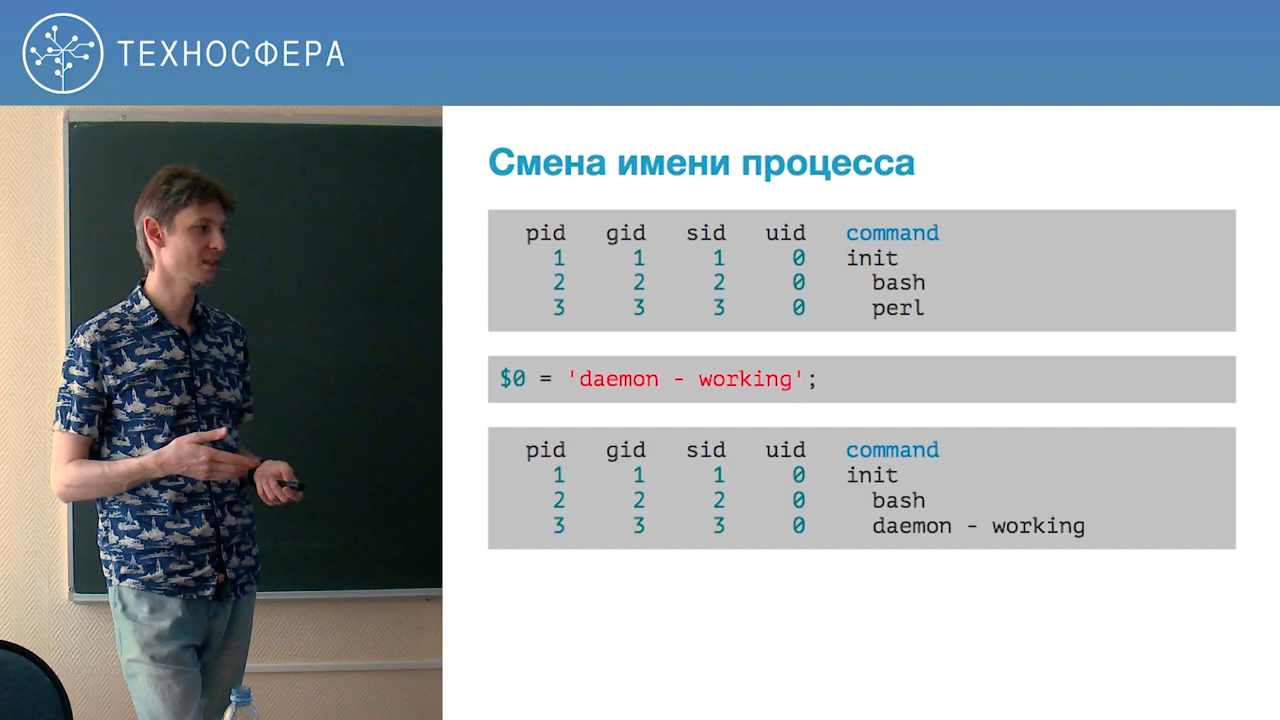 ТЕХНОСФЕРА
Смена имени процесса
pid gid sid uid command
1 1 1 0 init
2 2 2 0 bash
3 3 3 0 perl
$0 = 'daemon - working';
pid gid sid uid command
1 1 1 0 init
2 2 2 0 bash
3 3 3 0 daemon - working